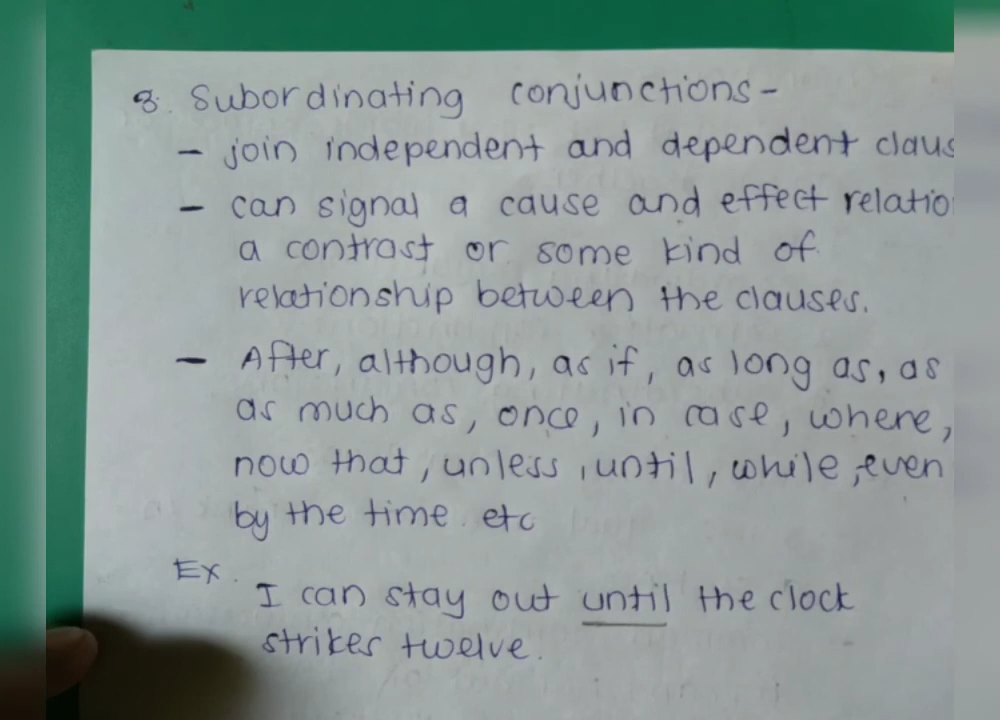 8. Subordinating conjunctions -
- join independent and dependent claus
- can signal a cause and effect relatio
a contrast or some kind of
relationship between the clauses.
- After, although, as if, as long as, as
as much as, once, in case, where,
now that, unless, until, while, even
by the time. etc
Ex.
I can stay out until the clock
strikes twelve.